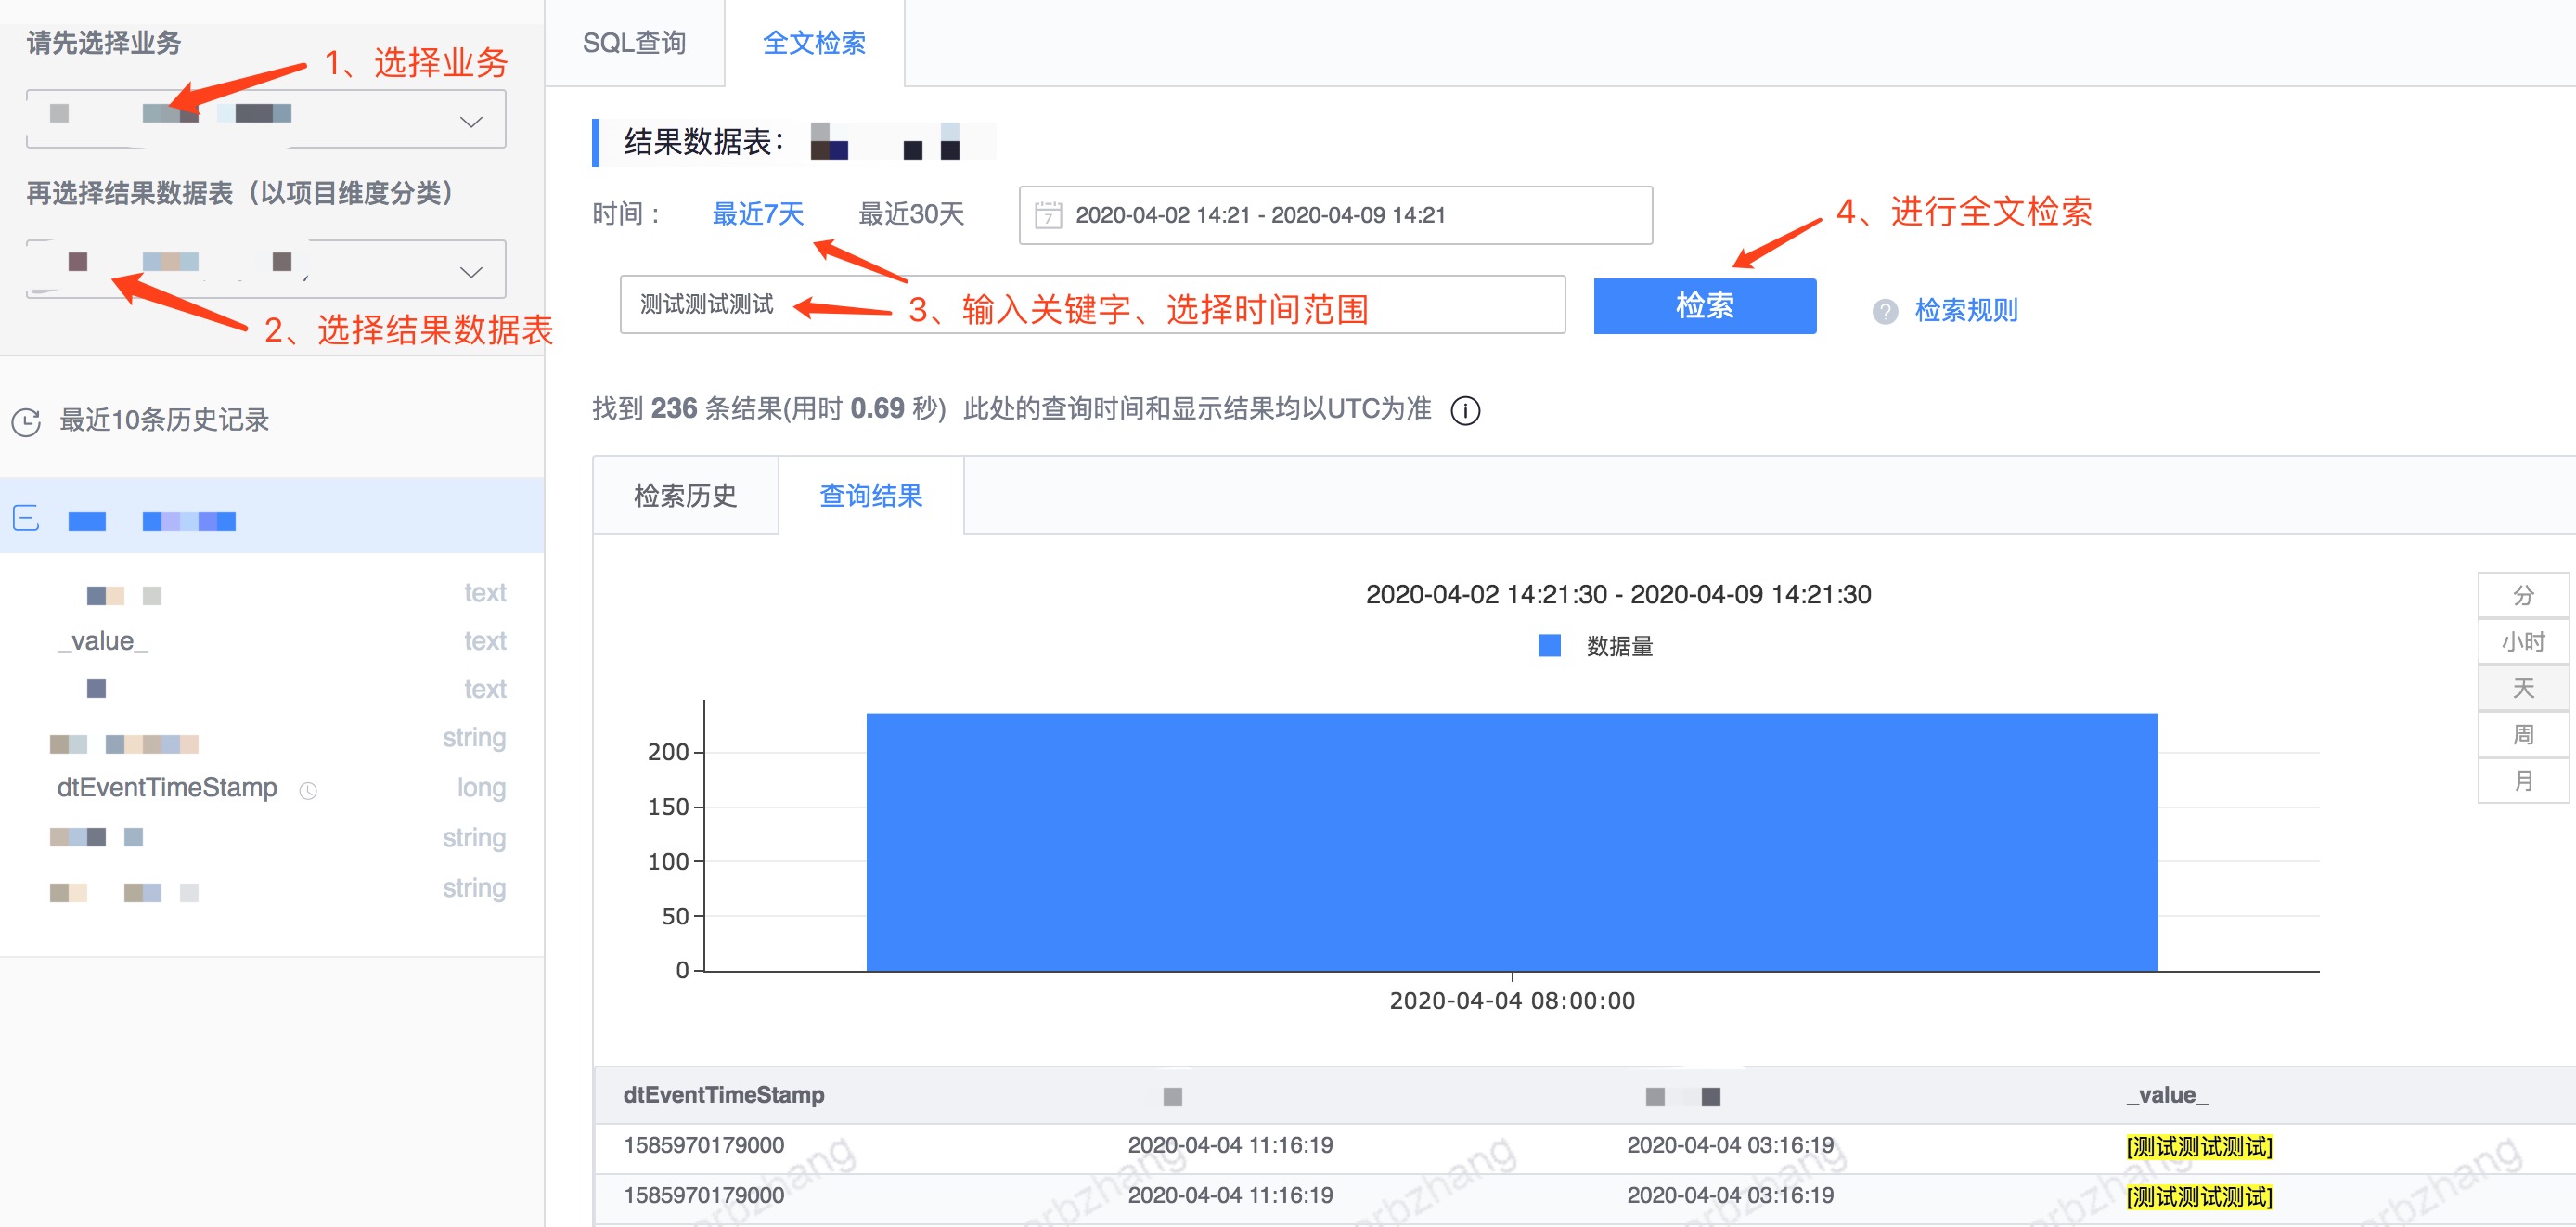 请先选择业务
1、选择业务
再选择结果数据表（以项目维度分类）
2、选择结果数据表
最近10条历史记录
text
_value_ text
text
string
dtEventTimeStamp long
string
string
SQL查询 全文检索
结果数据表：
时间： 最近7天 最近30天 2020-04-02 14:21 - 2020-04-09 14:21
4、进行全文检索
测试测试测试 3、输入关键字、选择时间范围 检索 ? 检索规则
找到 236 条结果(用时 0.69 秒) 此处的查询时间和显示结果均以UTC为准
检索历史 查询结果
2020-04-02 14:21:30 - 2020-04-09 14:21:30
数据量
分
小时
天
周
月
200
150
100
50
0
2020-04-04 08:00:00
dtEventTimeStamp _value_
1585970179000 2020-04-04 11:16:19 2020-04-04 03:16:19 [测试测试测试]
1585970179000 2020-04-04 11:16:19 2020-04-04 03:16:19 [测试测试测试]